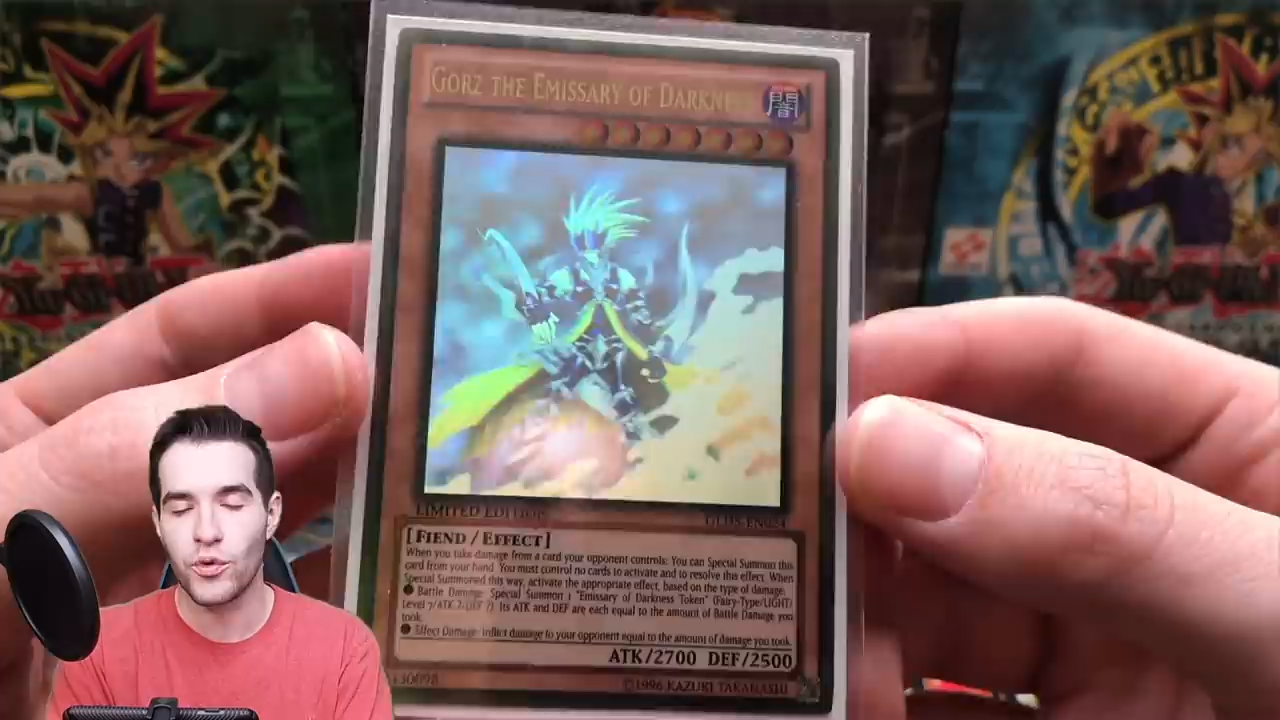 GORZ THE EMISSARY OF DARKNESS
闇
LIMITED EDITION
[FIEND / EFFECT]
When you take damage from a card your opponent controls: You can Special Summon this
card from your hand. You must control no cards to activate and to resolve this effect. When
Special Summoned this way, activate the appropriate effect, based on the type of damage:
● Battle Damage: Special Summon 1 "Emissary of Darkness Token" (Fairy-Type/LIGHT/
Level 7/ATK ?/DEF ?). Its ATK and DEF are each equal to the amount of Battle Damage you
took.
● Effect Damage: Inflict damage to your opponent equal to the amount of damage you took.
ATK/2700 DEF/2500
©1996 KAZUKI TAKAHASHI